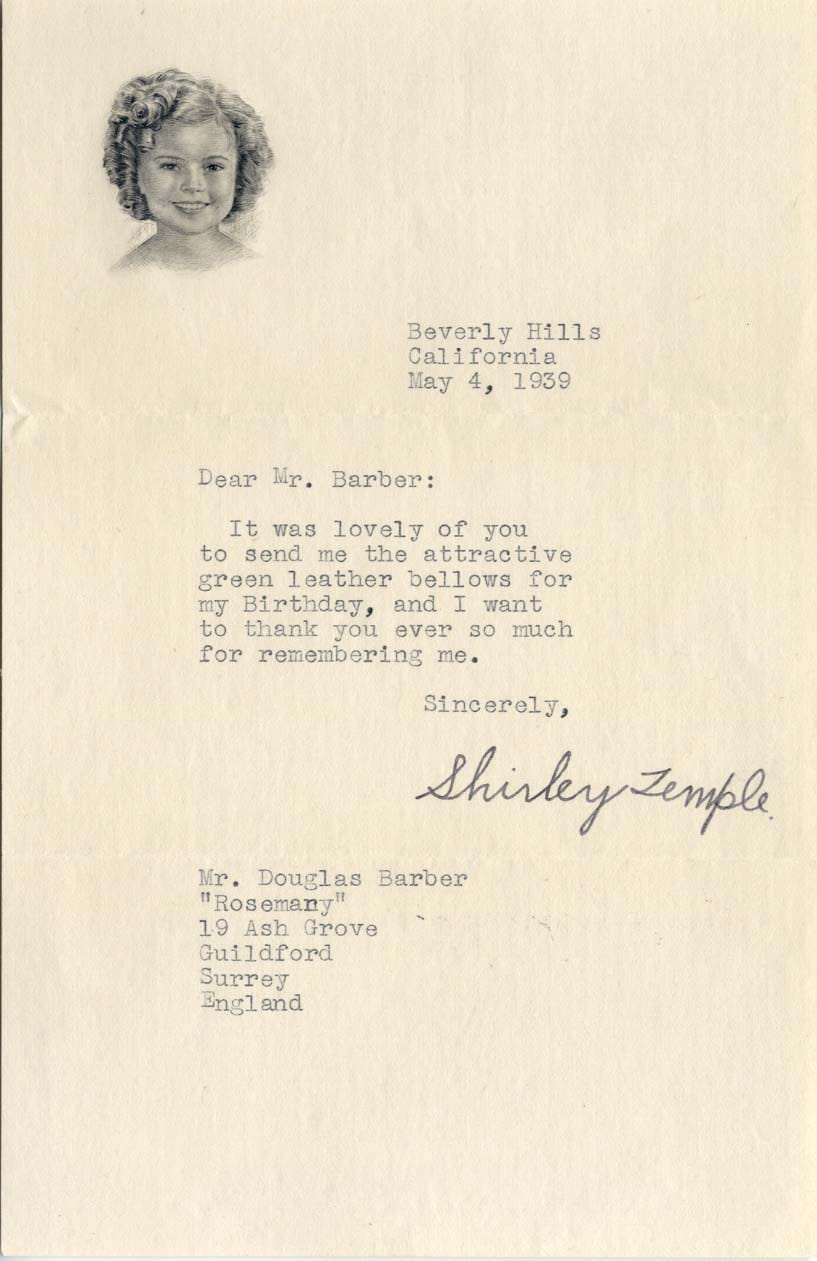 Beverly Hills
California
May 4, 1939
Dear Mr. Barber:
It was lovely of you
to send me the attractive
green leather bellows for
my Birthday, and I want
to thank you ever so much
for remembering me.
Sincerely,
Shirley Temple.
Mr. Douglas Barber
"Rosemany"
19 Ash Grove
Guildford
Surrey
England